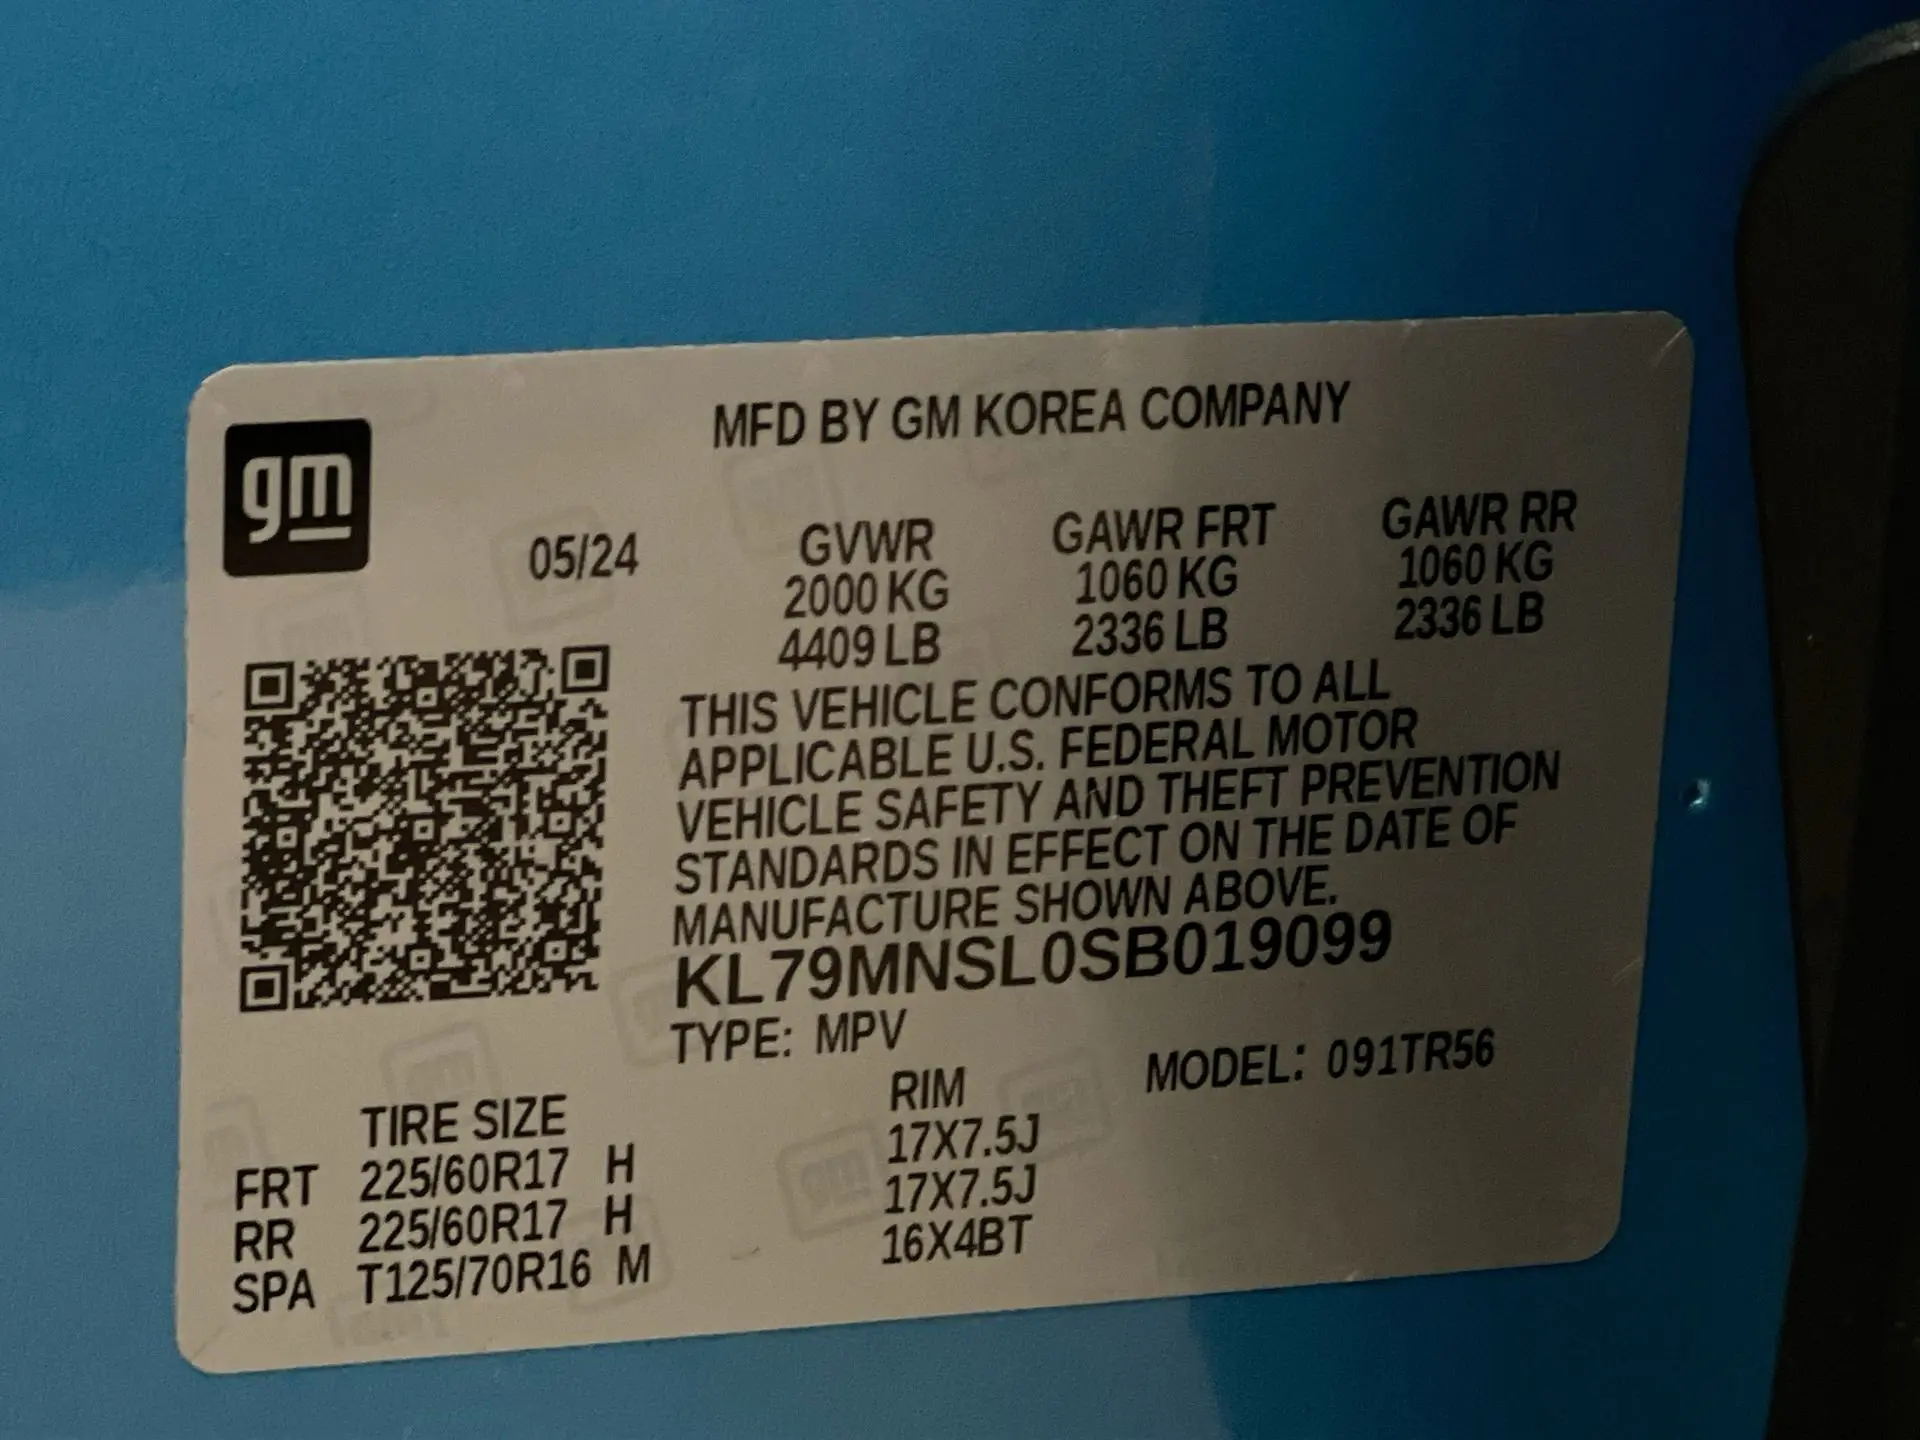 MFD BY GM KOREA COMPANY
gm
05/24
GVWR GAWR FRT GAWR RR
2000 KG 1060 KG 1060 KG
4409 LB 2336 LB 2336 LB
THIS VEHICLE CONFORMS TO ALL
APPLICABLE U.S. FEDERAL MOTOR
VEHICLE SAFETY AND THEFT PREVENTION
STANDARDS IN EFFECT ON THE DATE OF
MANUFACTURE SHOWN ABOVE.
KL79MNSL0SB019099
TYPE: MPV MODEL: 091TR56
TIRE SIZE RIM
FRT 225/60R17 H 17X7.5J
RR 225/60R17 H 17X7.5J
SPA T125/70R16 M 16X4BT